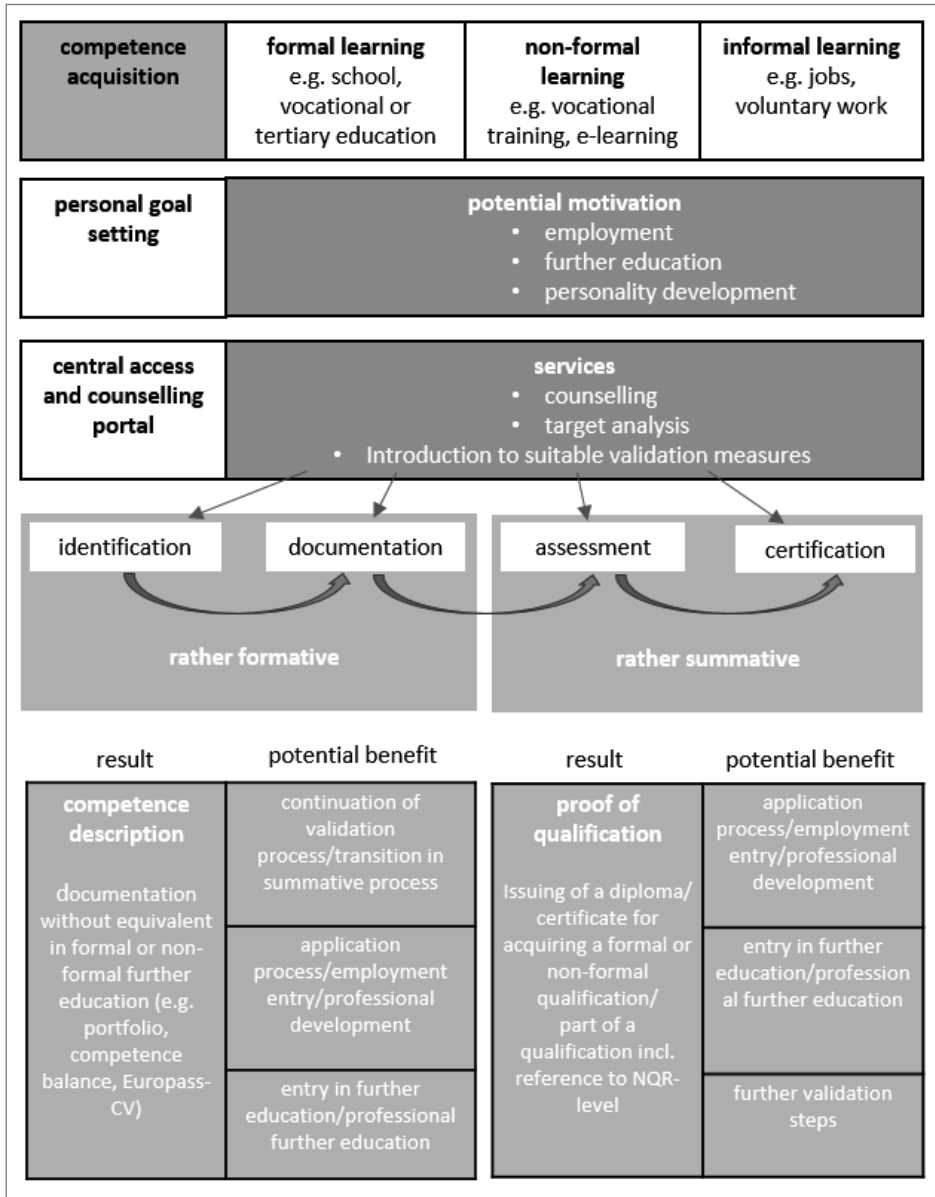 competence
acquisition
formal learning
e.g. school,
vocational or
tertiary education
non-formal
learning
e.g. vocational
training, e-learning
informal learning
e.g. jobs,
voluntary work
personal goal
setting
potential motivation
• employment
• further education
• personality development
central access
and counselling
portal
services
• counselling
• target analysis
• Introduction to suitable validation measures
identification
documentation
assessment
certification
rather formative
rather summative
result
potential benefit
competence
description
documentation
without equivalent
in formal or non-
formal further
education (e.g.
portfolio,
competence
balance, Europass-
CV)
continuation of
validation
process/transition in
summative process
application
process/employment
entry/professional
development
entry in further
education/professional
further education
result
potential benefit
proof of
qualification
Issuing of a diploma/
certificate for
acquiring a formal or
non-formal
qualification/
part of a
qualification incl.
reference to NQR-
level
application
process/employment
entry/professional
development
entry in further
education/profession
al further education
further validation
steps